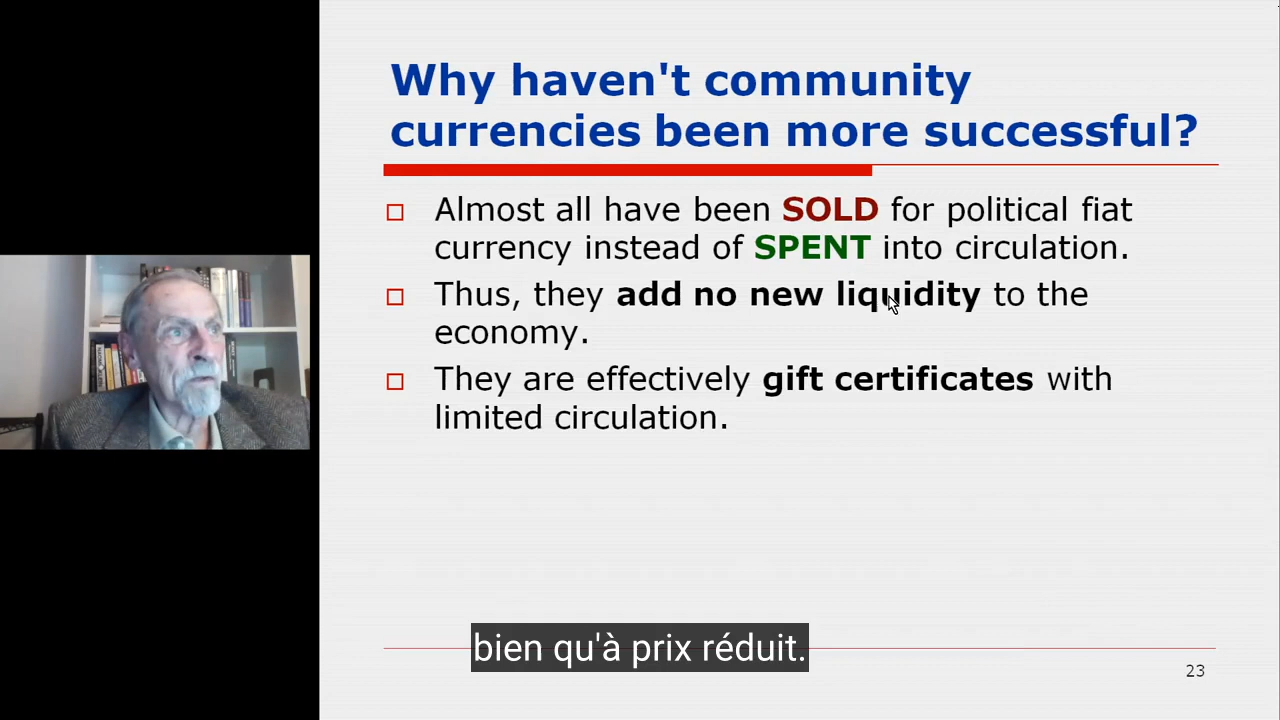 Why haven't community
currencies been more successful?
Almost all have been SOLD for political fiat
currency instead of SPENT into circulation.
Thus, they add no new liquidity to the
economy.
They are effectively gift certificates with
limited circulation.
bien qu'à prix réduit.
23